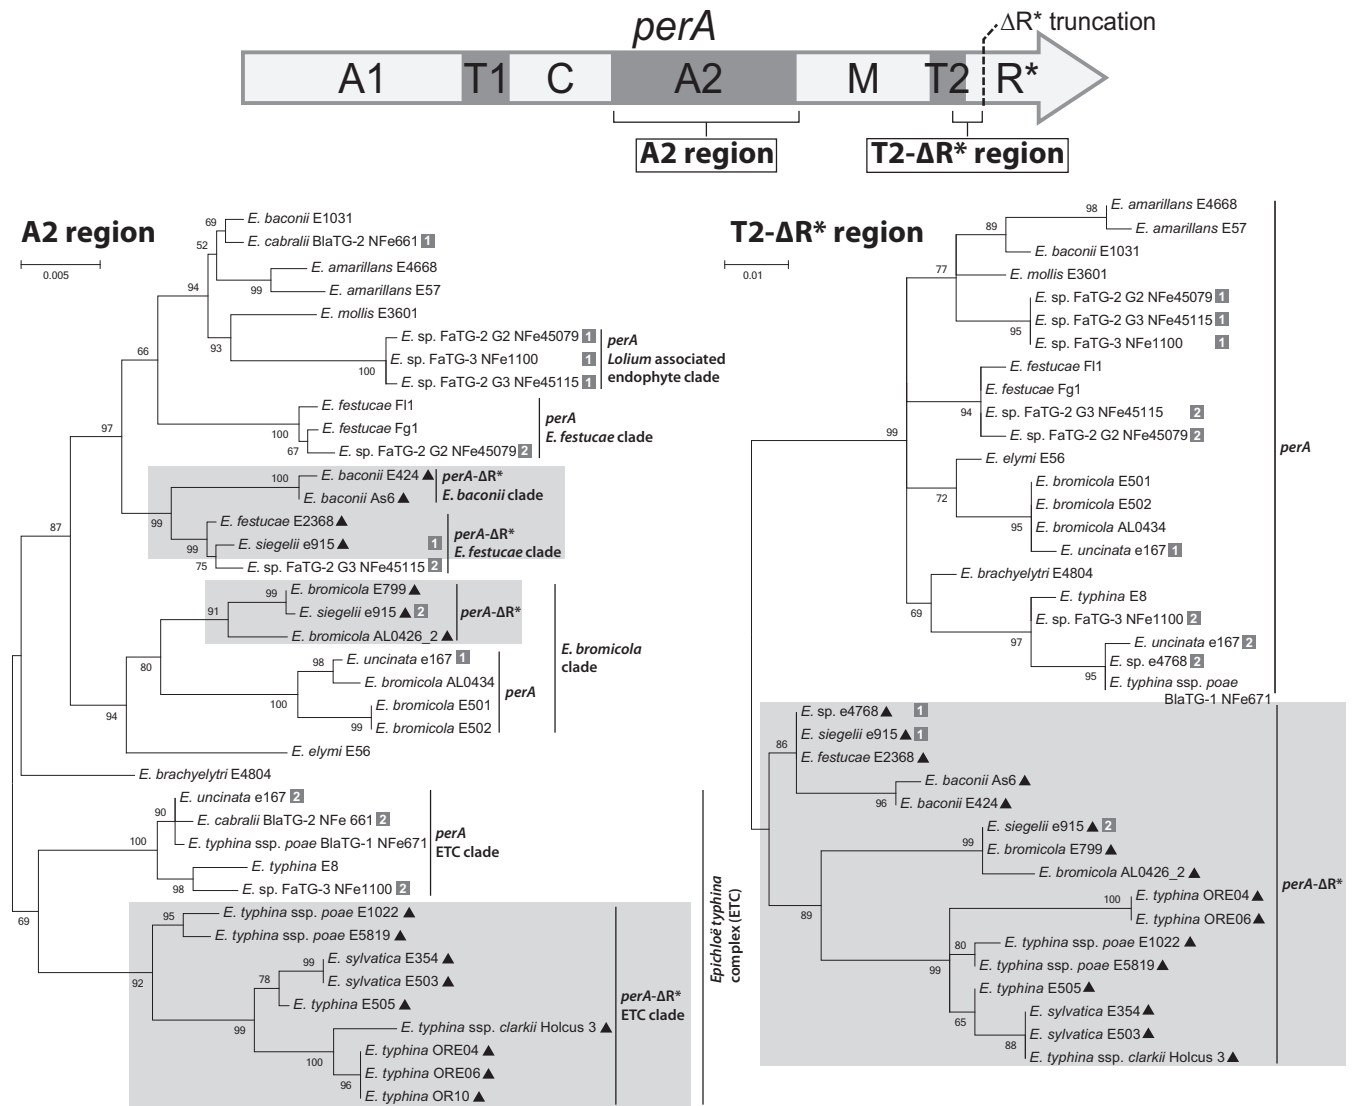 perA
ΔR* truncation
A1 T1 C A2 M T2 R*
A2 region
T2-ΔR* region
A2 region
0.005
69
E. baconii E1031
52
E. cabralii BlaTG-2 NFe661 1
E. amarillans E4668
99
E. amarillans E57
94
E. mollis E3601
93
E. sp. FaTG-2 G2 NFe45079 1
E. sp. FaTG-3 NFe1100 1
100
E. sp. FaTG-2 G3 NFe45115 1
perA
Lolium associated
endophyte clade
66
E. festucae Fl1
E. festucae Fg1
100
67
E. sp. FaTG-2 G2 NFe45079 2
perA
E. festucae clade
97
100
E. baconii E424 ▲
E. baconii As6 ▲
perA-ΔR*
E. baconii clade
99
E. festucae E2368 ▲
99
E. siegelii e915 ▲ 1
75
E. sp. FaTG-2 G3 NFe45115 2
perA-ΔR*
E. festucae clade
87
99
E. bromicola E799 ▲
91
E. siegelii e915 ▲ 2
E. bromicola AL0426_2 ▲
perA-ΔR*
80
98
E. uncinata e167 1
E. bromicola AL0434
100
E. bromicola E501
99
E. bromicola E502
perA
E. bromicola
clade
94
E. elymi E56
E. brachyelytri E4804
E. uncinata e167 2
90
E. cabralii BlaTG-2 NFe 661 2
100
E. typhina ssp. poae BlaTG-1 NFe671
E. typhina E8
98
E. sp. FaTG-3 NFe1100 2
perA
ETC clade
69
95
E. typhina ssp. poae E1022 ▲
E. typhina ssp. poae E5819 ▲
92
99
E. sylvatica E354 ▲
78
E. sylvatica E503 ▲
E. typhina E505 ▲
99
E. typhina ssp. clarkii Holcus 3 ▲
100
E. typhina ORE04 ▲
E. typhina ORE06 ▲
96
E. typhina OR10 ▲
perA-ΔR*
ETC clade
Epichloë typhina
complex (ETC)
T2-ΔR* region
0.01
98
E. amarillans E4668
E. amarillans E57
89
E. baconii E1031
77
E. mollis E3601
E. sp. FaTG-2 G2 NFe45079 1
E. sp. FaTG-2 G3 NFe45115 1
95
E. sp. FaTG-3 NFe1100 1
E. festucae Fl1
E. festucae Fg1
94
E. sp. FaTG-2 G3 NFe45115 2
E. sp. FaTG-2 G2 NFe45079 2
99
E. elymi E56
72
E. bromicola E501
E. bromicola E502
95
E. bromicola AL0434
E. uncinata e167 1
E. brachyelytri E4804
69
E. typhina E8
E. sp. FaTG-3 NFe1100 2
97
E. uncinata e167 2
E. sp. e4768 2
95
E. typhina ssp. poae
BlaTG-1 NFe671
perA
E. sp. e4768 ▲ 1
E. siegelii e915 ▲ 1
86
E. festucae E2368 ▲
E. baconii As6 ▲
96
E. baconii E424 ▲
E. siegelii e915 ▲ 2
99
E. bromicola E799 ▲
E. bromicola AL0426_2 ▲
89
100
E. typhina ORE04 ▲
E. typhina ORE06 ▲
80
E. typhina ssp. poae E1022 ▲
99
E. typhina ssp. poae E5819 ▲
E. typhina E505 ▲
65
E. sylvatica E354 ▲
E. sylvatica E503 ▲
88
E. typhina ssp. clarkii Holcus 3 ▲
perA-ΔR*